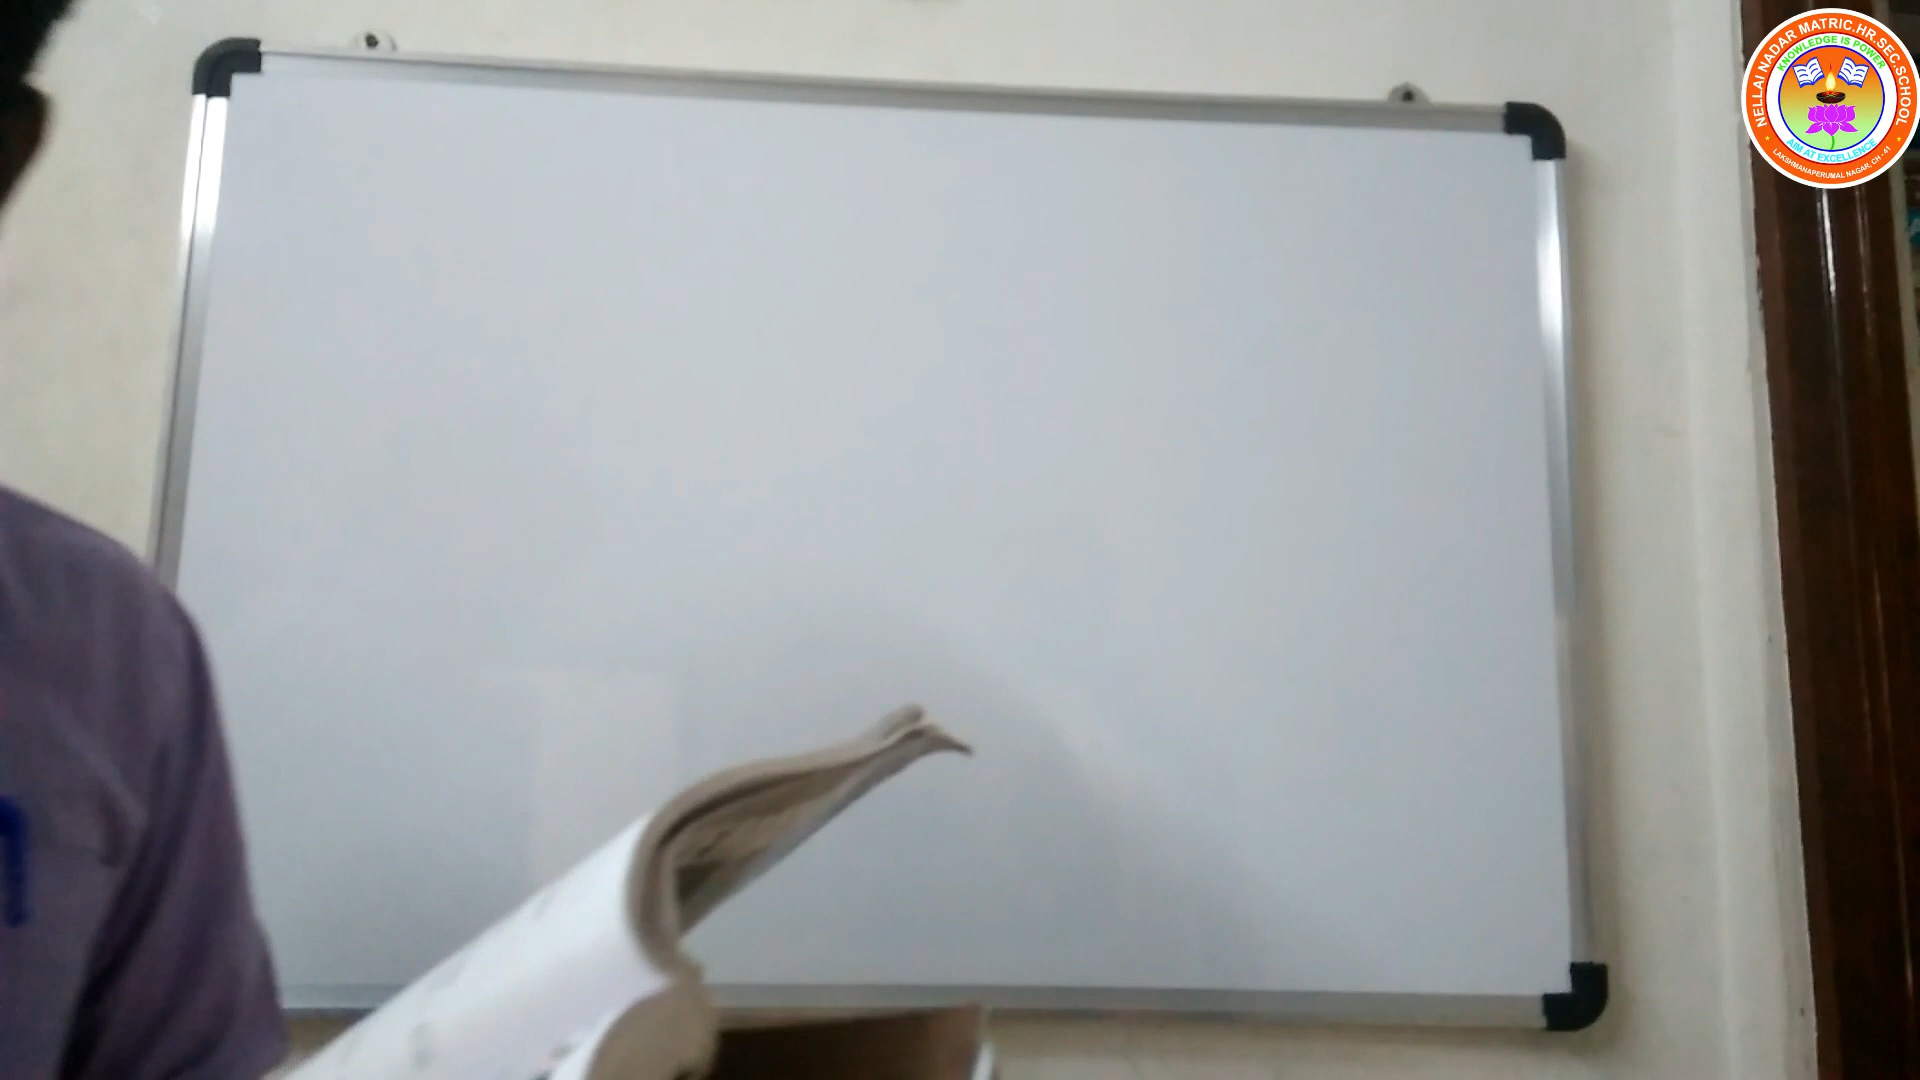 NELLAI NADAR MATRIC.HR.SEC.SCHOOL
KNOWLEDGE IS POWER
AIM AT EXCELLENCE
LAKSHMANAPERUMAL NAGAR, CH - 41